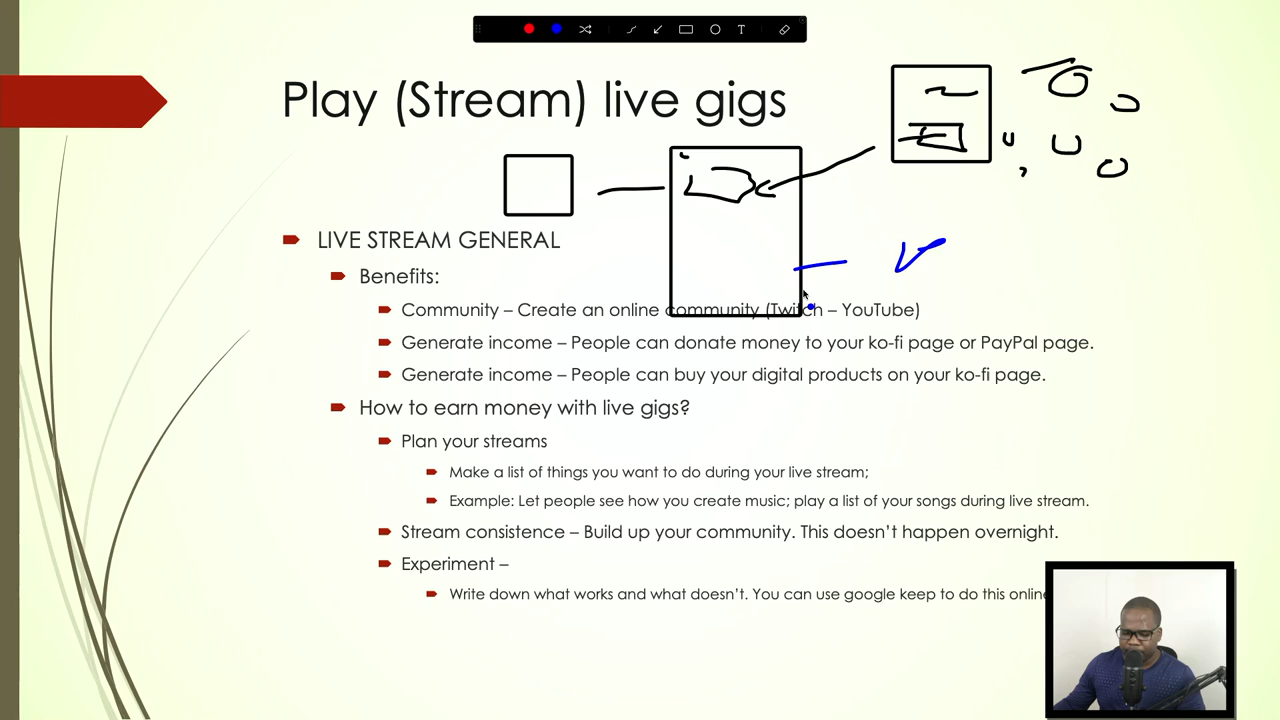 T
Play (Stream) live gigs
LIVE STREAM GENERAL
Benefits:
Community – Create an online community (Twitch – YouTube)
Generate income – People can donate money to your ko-fi page or PayPal page.
Generate income – People can buy your digital products on your ko-fi page.
How to earn money with live gigs?
Plan your streams
Make a list of things you want to do during your live stream;
Example: Let people see how you create music; play a list of your songs during live stream.
Stream consistence – Build up your community. This doesn't happen overnight.
Experiment –
Write down what works and what doesn't. You can use google keep to do this online